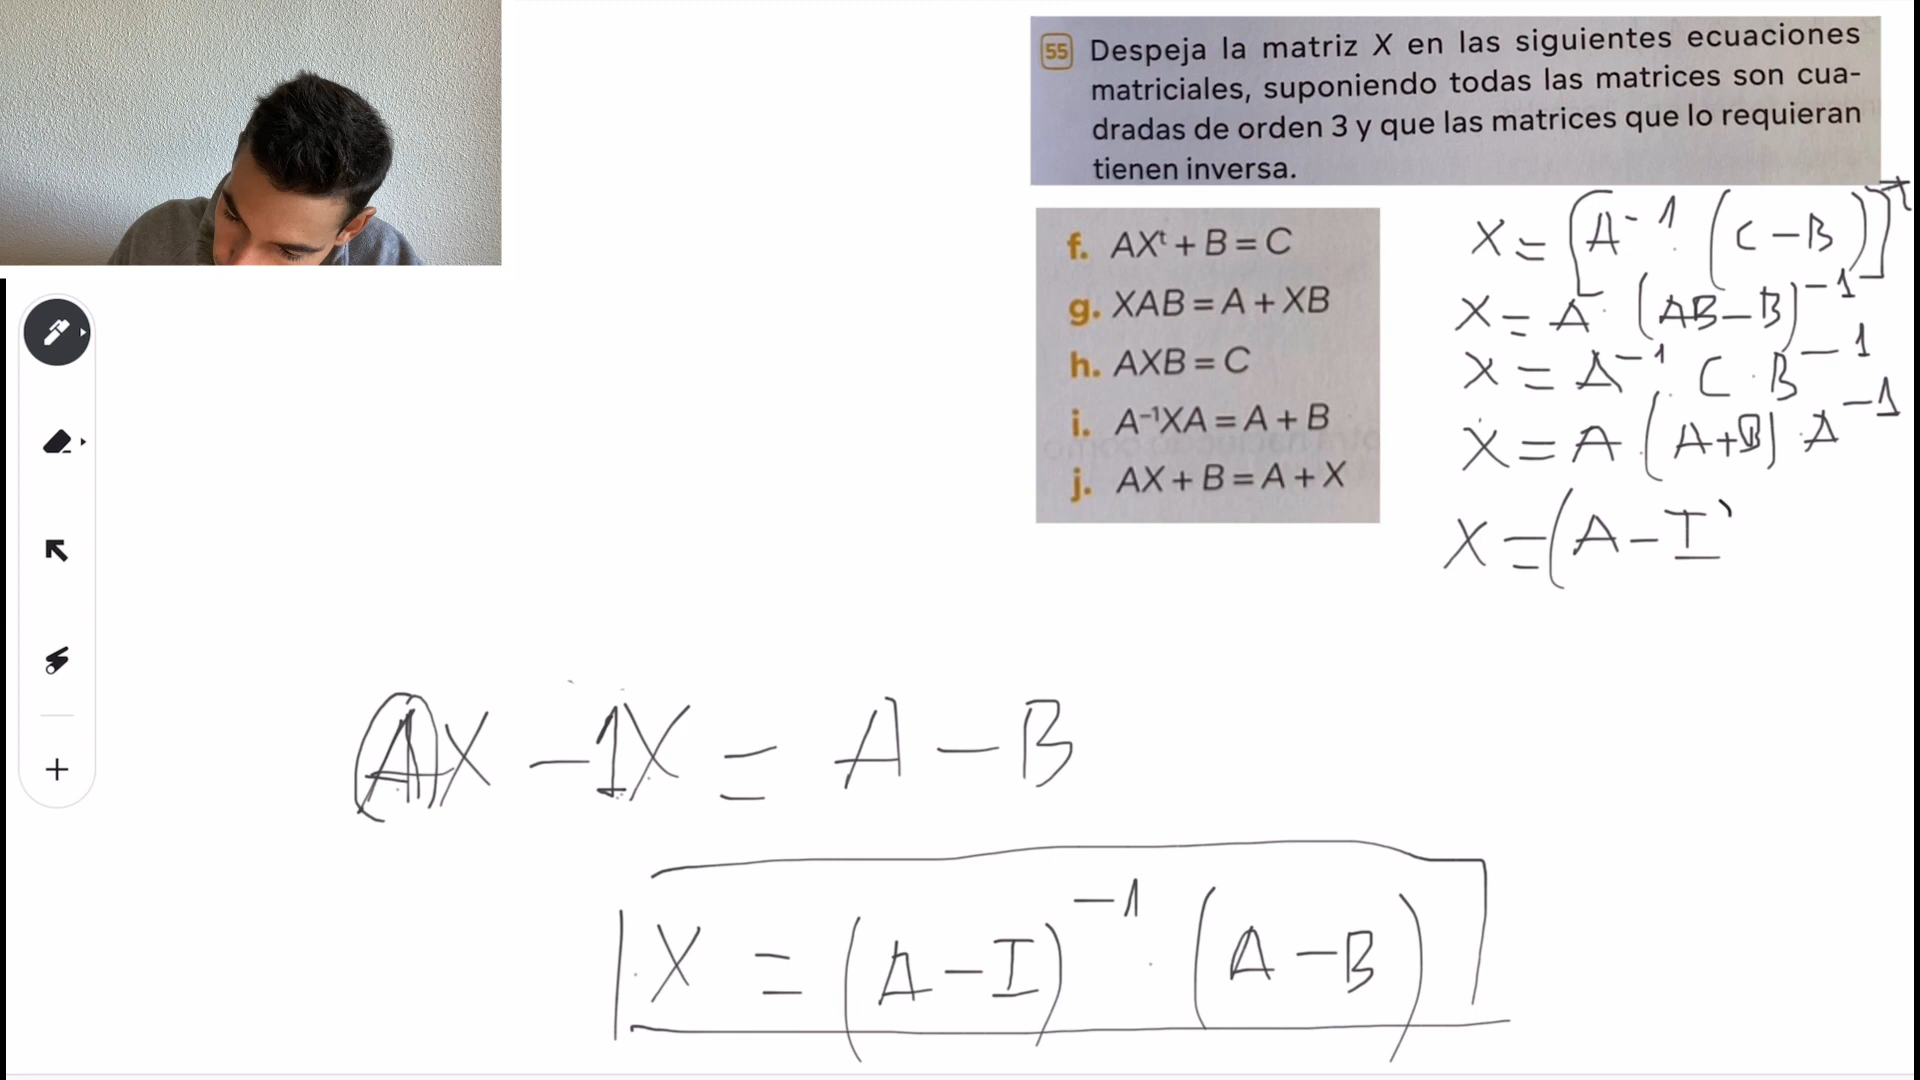 55 Despeja la matriz X en las siguientes ecuaciones
matriciales, suponiendo todas las matrices son cua-
dradas de orden 3 y que las matrices que lo requieran
tienen inversa.
f. AXᵗ + B = C
g. XAB = A + XB
h. AXB = C
i. A⁻¹XA = A + B
j. AX + B = A + X
X = [A⁻¹ · (C - B)]ᵗ
X = A · (AB - B)⁻¹
X = A⁻¹ · C · B⁻¹
X = A · (A + B) · A⁻¹
X = (A - I)
AX - 1X = A - B
X = (A - I)⁻¹ · (A - B)